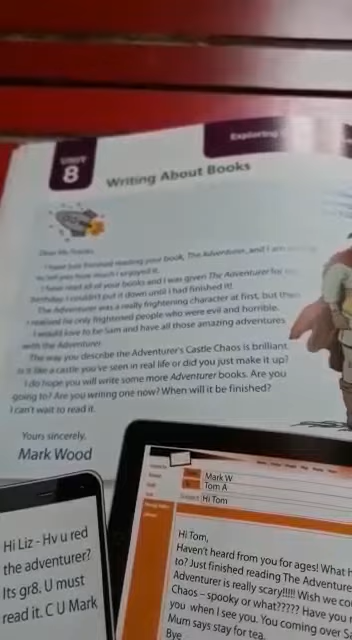 Exploring
UNIT
8
Writing About Books
Dear Mr
I have just finished reading your book, The Adventurer, and I am
to tell you how much I enjoyed it.
I have read all of your books and I was given The Adventurer for
birthday. I couldn't put it down until I had finished it!
The Adventurer was a really frightening character at first, but then
I realised he only frightened people who were evil and horrible.
I would love to be Sam and have all those amazing adventures
with the Adventurer.
The way you describe the Adventurer's Castle Chaos is brilliant.
Is it like a castle you've seen in real life or did you just make it up?
I do hope you will write some more Adventurer books. Are you
going to? Are you writing one now? When will it be finished?
I can't wait to read it.
Yours sincerely,
Mark Wood
Hi Liz - Hv u red
the adventurer?
Its gr8. U must
read it. C U Mark
Mark W
Tom A
Subject: Hi Tom
Hi Tom,
Haven't heard from you for ages! What
to? Just finished reading The Adventure
Adventurer is really scary!!!!! Wish we co
Chaos – spooky or what????? Have you
you when I see you. You coming over S
Mum says stay for tea.
Bye